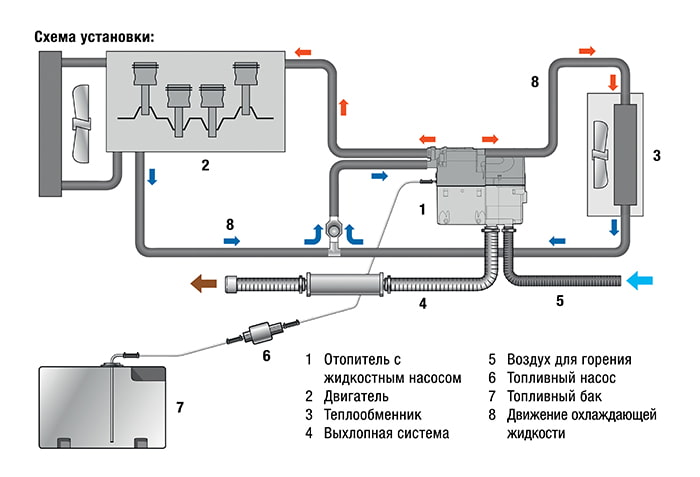 Схема установки:
8
2
3
1
8
4
5
6
7
1 Отопитель с
жидкостным насосом
2 Двигатель
3 Теплообменник
4 Выхлопная система
5 Воздух для горения
6 Топливный насос
7 Топливный бак
8 Движение охлаждающей
жидкости